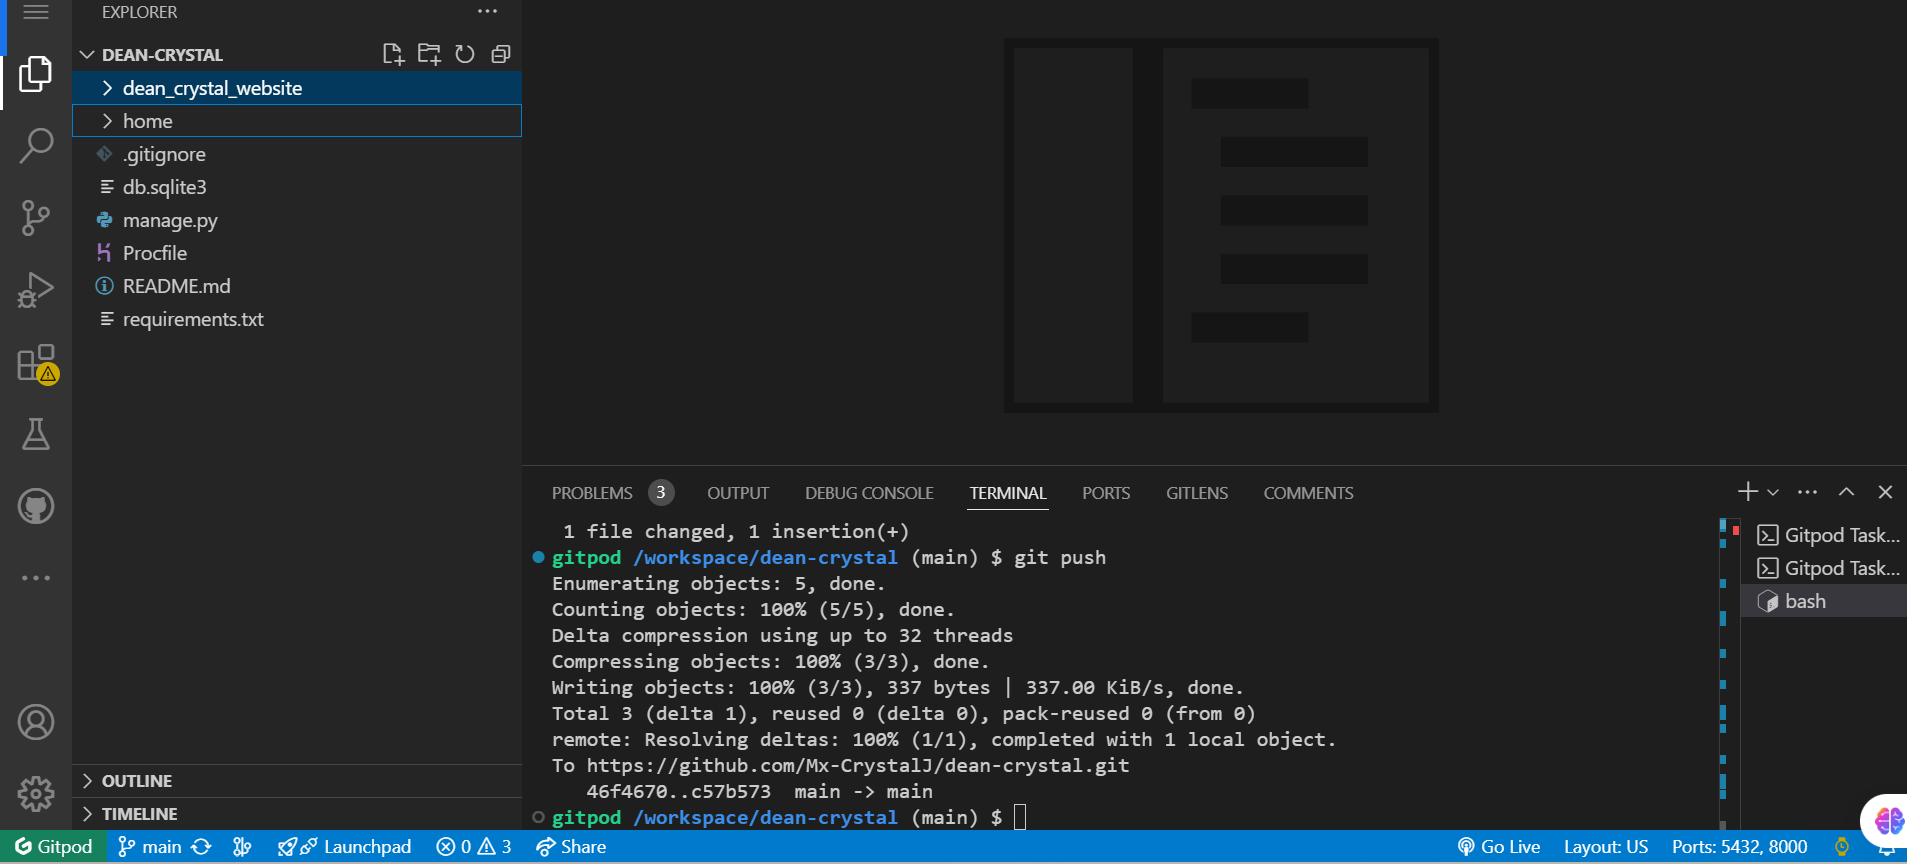 EXPLORER
DEAN-CRYSTAL
dean_crystal_website
home
.gitignore
db.sqlite3
manage.py
Procfile
README.md
requirements.txt
OUTLINE
TIMELINE
PROBLEMS 3 OUTPUT DEBUG CONSOLE TERMINAL PORTS GITLENS COMMENTS
1 file changed, 1 insertion(+)
gitpod /workspace/dean-crystal (main) $ git push
Enumerating objects: 5, done.
Counting objects: 100% (5/5), done.
Delta compression using up to 32 threads
Compressing objects: 100% (3/3), done.
Writing objects: 100% (3/3), 337 bytes | 337.00 KiB/s, done.
Total 3 (delta 1), reused 0 (delta 0), pack-reused 0 (from 0)
remote: Resolving deltas: 100% (1/1), completed with 1 local object.
To https://github.com/Mx-CrystalJ/dean-crystal.git
46f4670..c57b573  main -> main
gitpod /workspace/dean-crystal (main) $
Gitpod Task...
Gitpod Task...
bash
Gitpod main Launchpad 0 3 Share Go Live Layout: US Ports: 5432, 8000